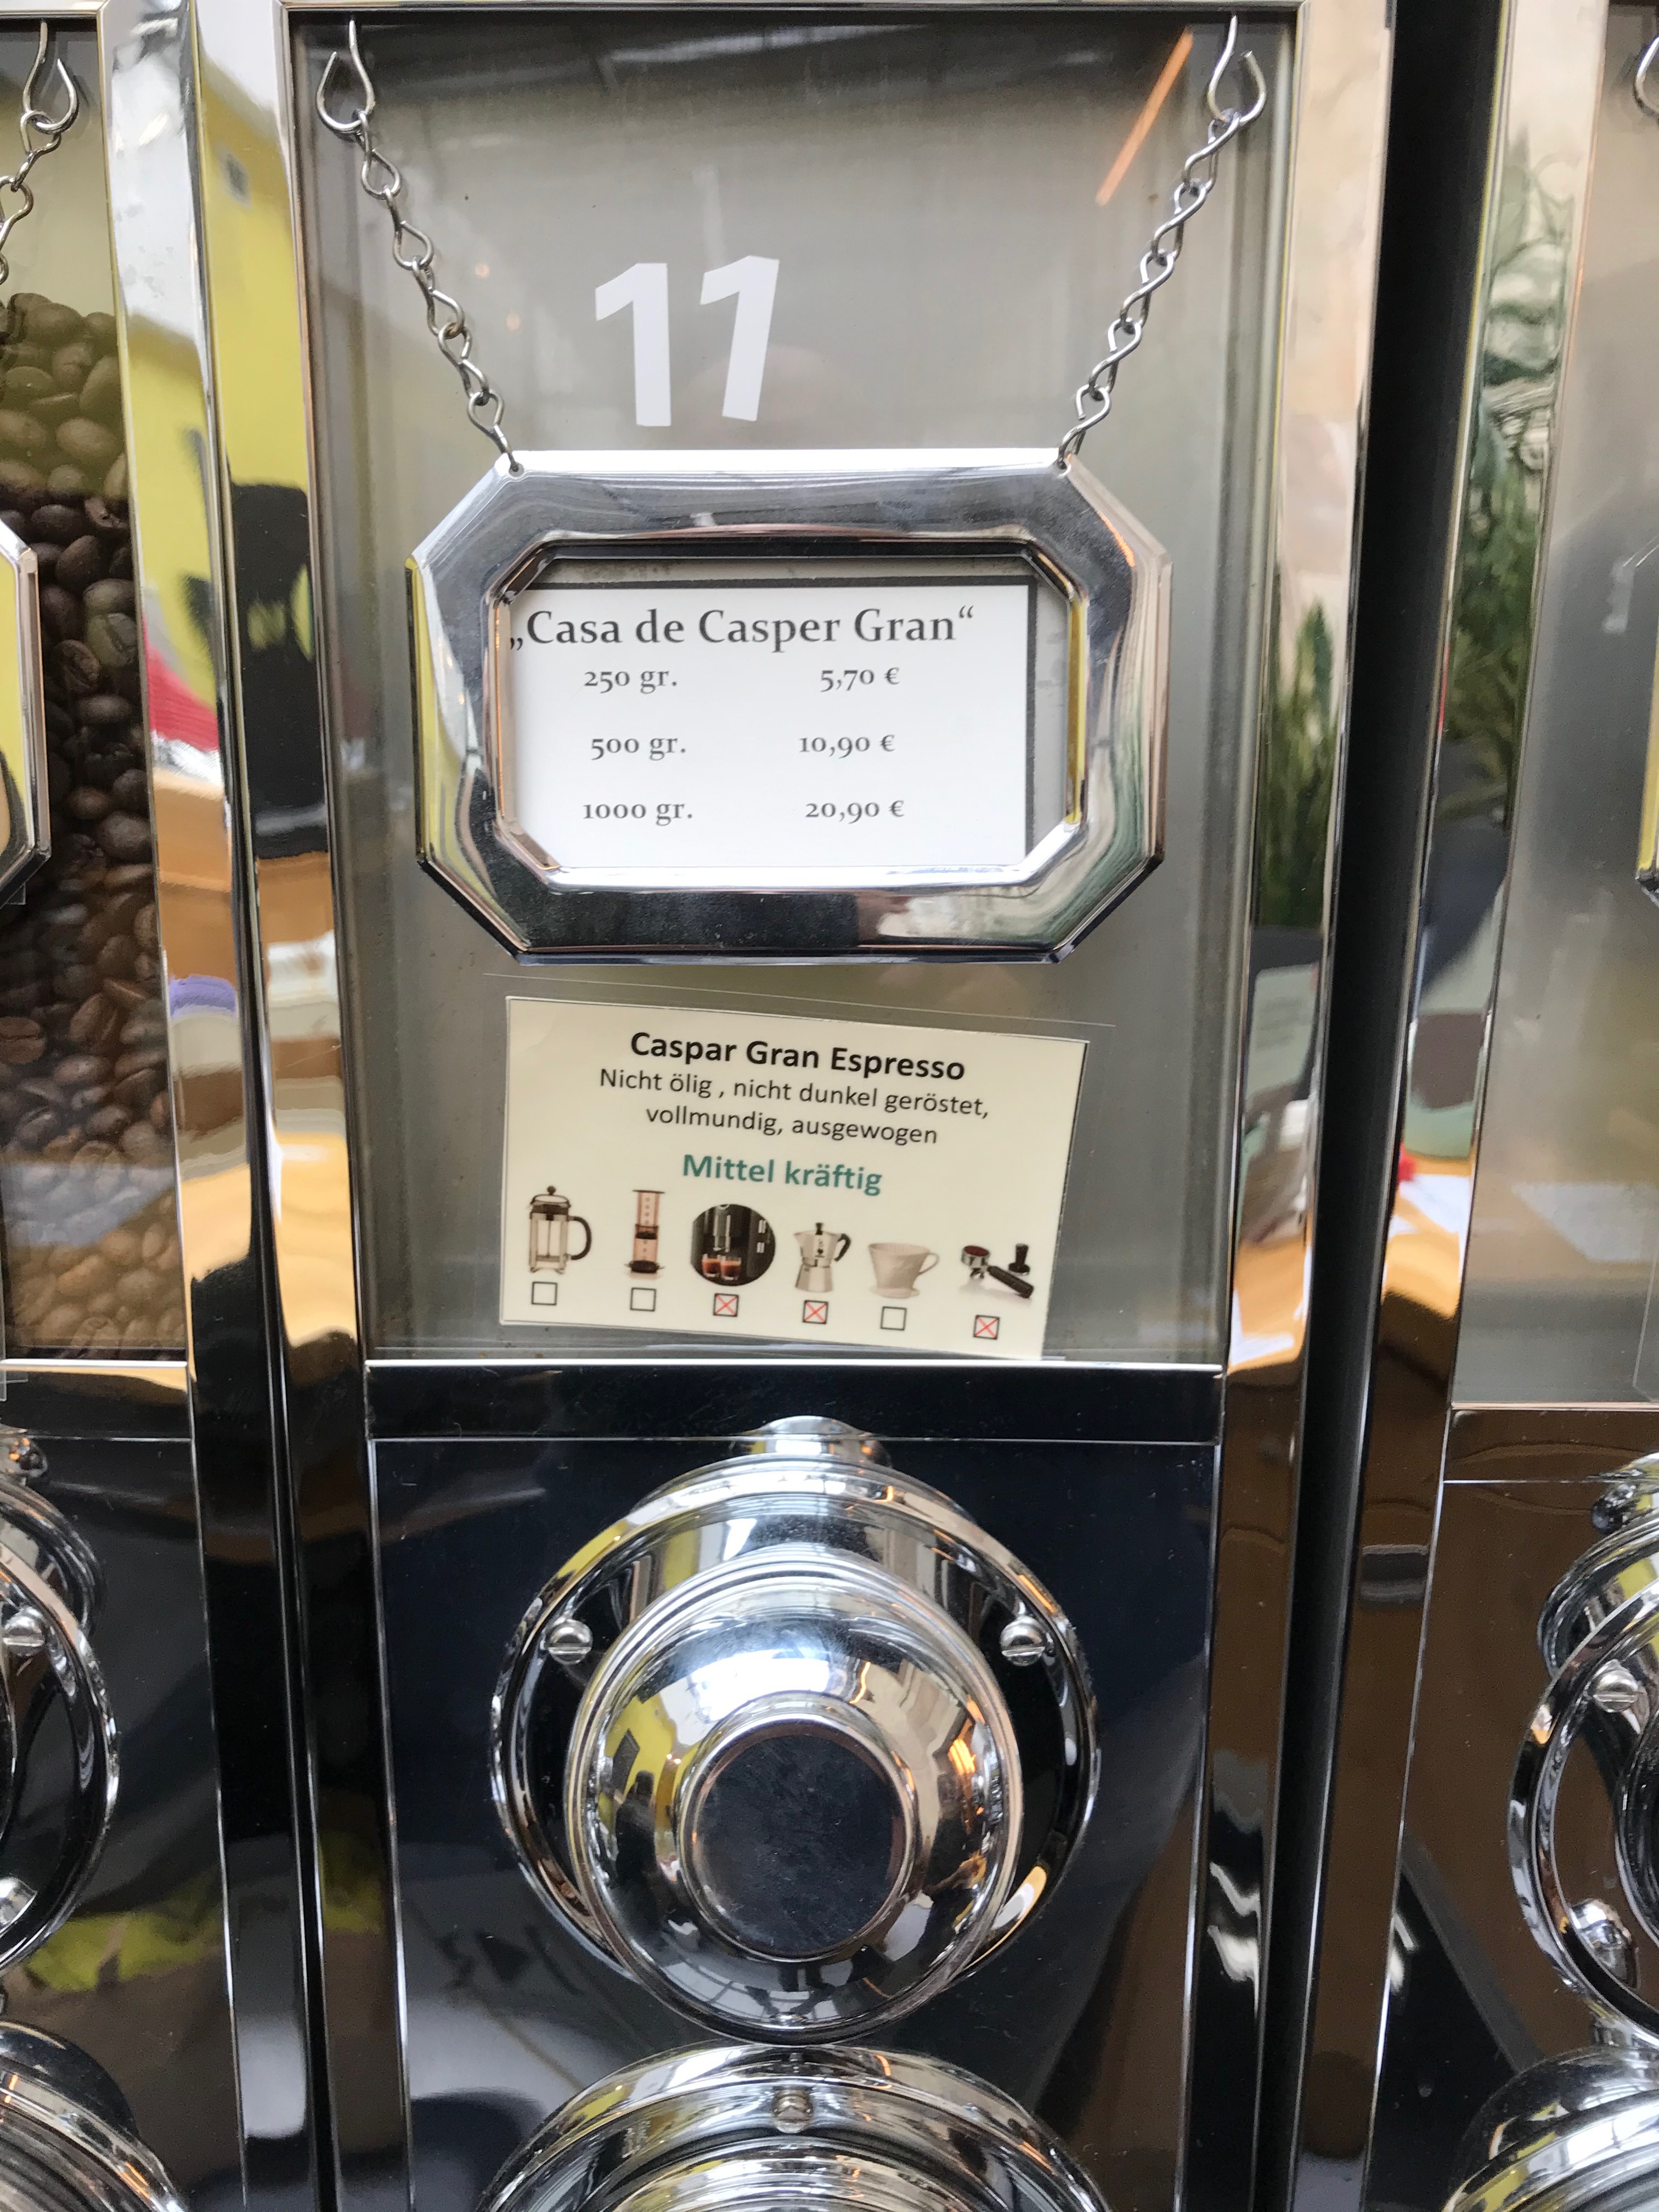 11
„Casa de Casper Gran“
250 gr. 5,70 €
500 gr. 10,90 €
1000 gr. 20,90 €
Caspar Gran Espresso
Nicht ölig , nicht dunkel geröstet,
vollmundig, ausgewogen
Mittel kräftig